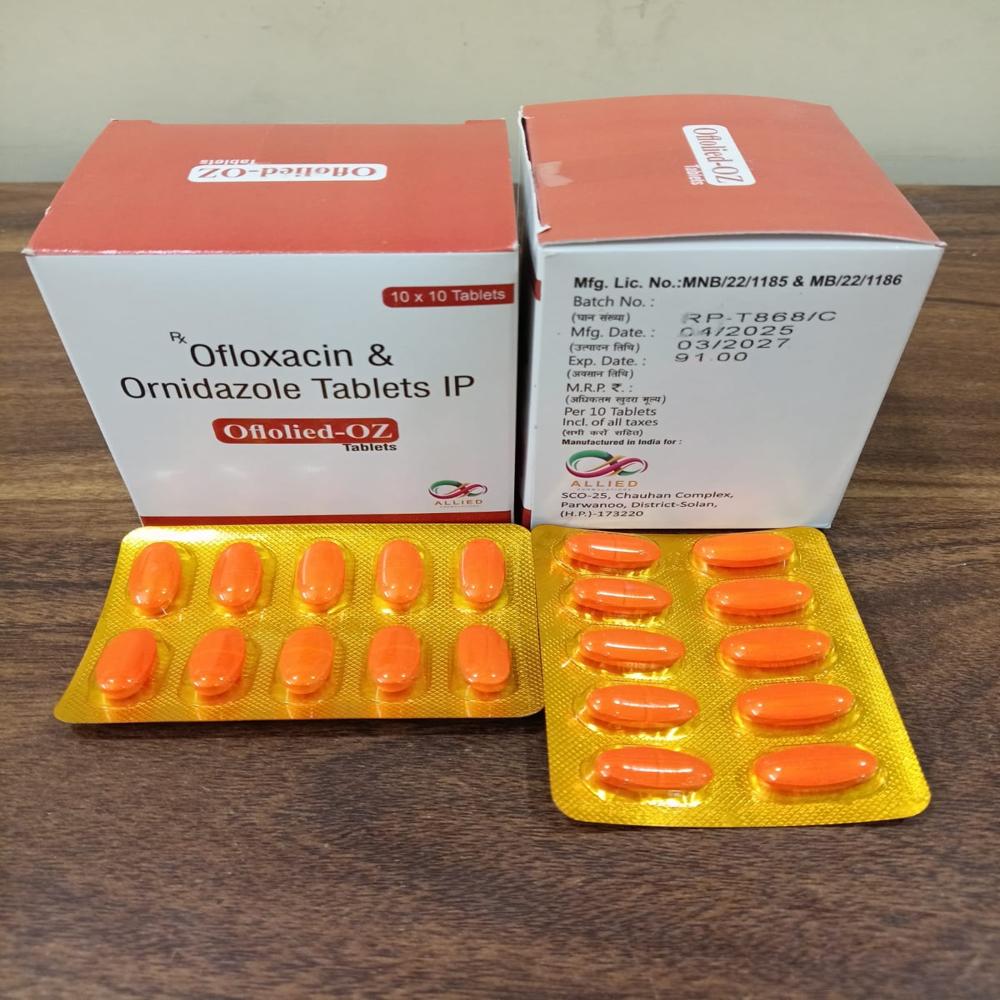 Oflolied-OZ
Tablets
10 x 10 Tablets
Rx
Ofloxacin &
Ornidazole Tablets IP
Oflolied-OZ
Tablets
ALLIED
Oflolied-OZ
Tablets
Mfg. Lic. No.:MNB/22/1185 & MB/22/1186
Batch No. :
(घान संख्या) RP-T868/C
Mfg. Date. : 04/2025
(उत्पादन तिथि) 03/2027
Exp. Date. : 91.00
(अवसान तिथि)
M.R.P. ₹. :
(अधिकतम खुदरा मूल्य)
Per 10 Tablets
Incl. of all taxes
(सभी करों सहित)
Manufactured in India for :
ALLIED
SCO-25, Chauhan Complex,
Parwanoo, District-Solan,
(H.P.)-173220